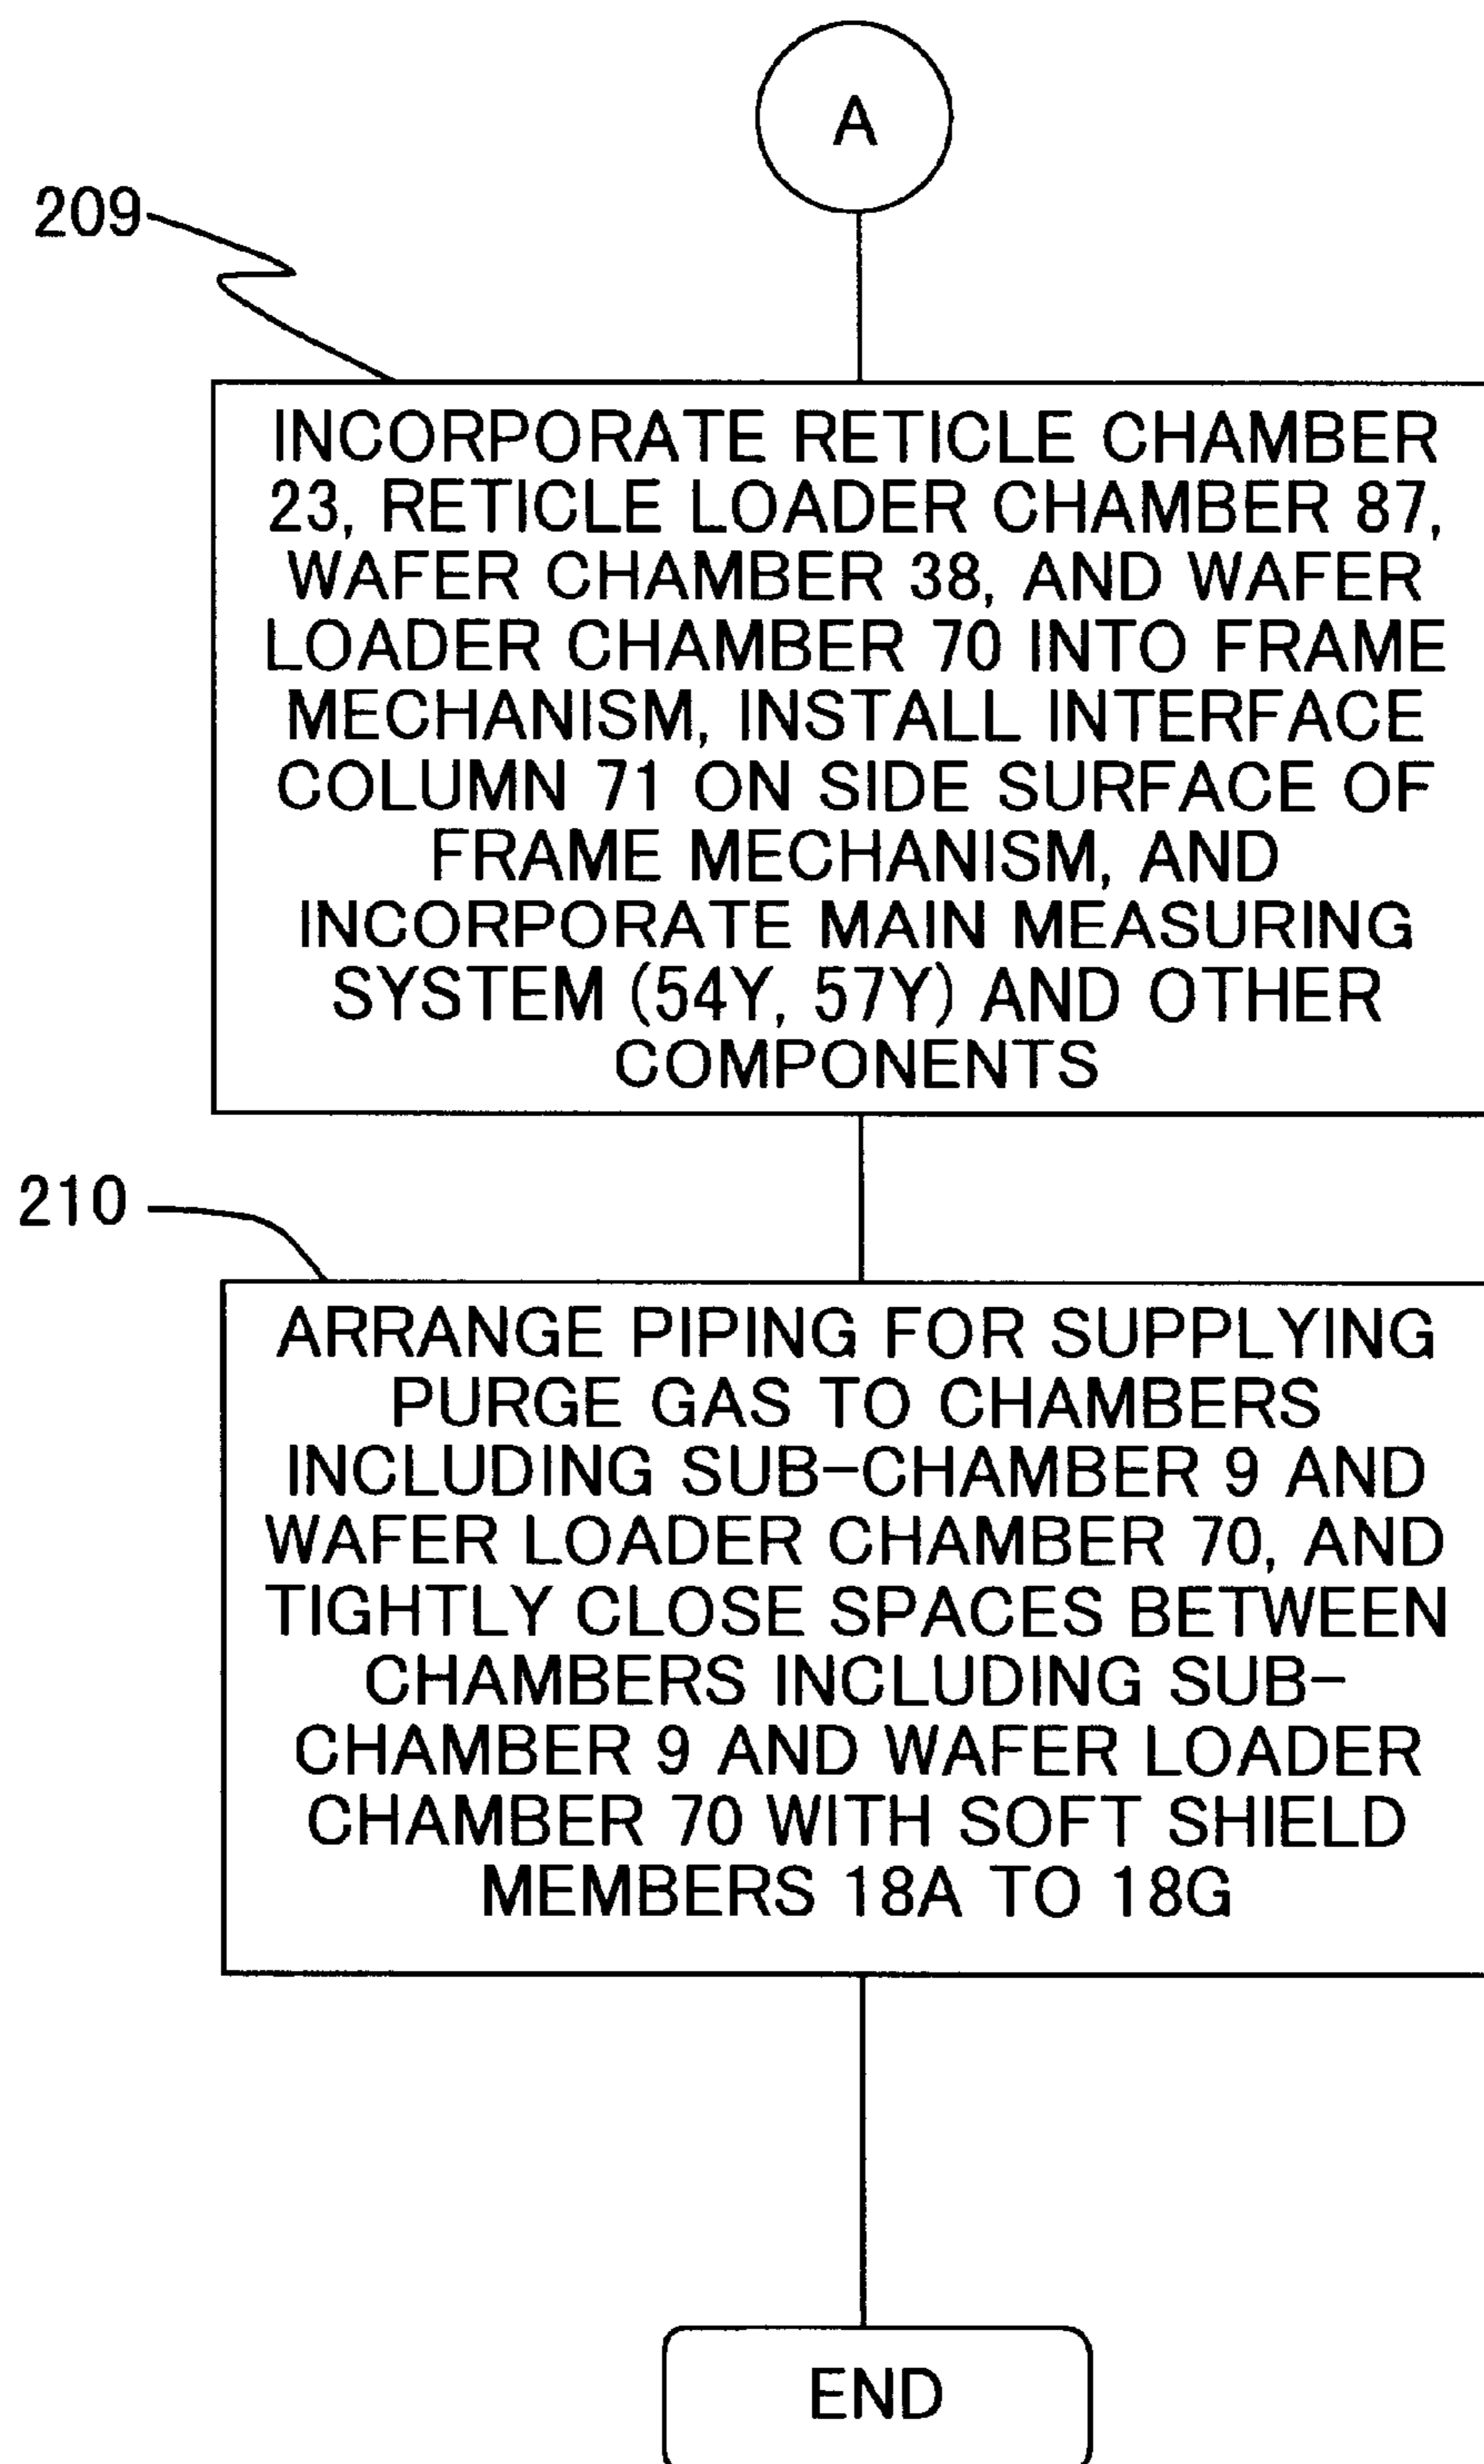 A
209
INCORPORATE RETICLE CHAMBER
23, RETICLE LOADER CHAMBER 87,
WAFER CHAMBER 38, AND WAFER
LOADER CHAMBER 70 INTO FRAME
MECHANISM, INSTALL INTERFACE
COLUMN 71 ON SIDE SURFACE OF
FRAME MECHANISM, AND
INCORPORATE MAIN MEASURING
SYSTEM (54Y, 57Y) AND OTHER
COMPONENTS
210
ARRANGE PIPING FOR SUPPLYING
PURGE GAS TO CHAMBERS
INCLUDING SUB-CHAMBER 9 AND
WAFER LOADER CHAMBER 70, AND
TIGHTLY CLOSE SPACES BETWEEN
CHAMBERS INCLUDING SUB-
CHAMBER 9 AND WAFER LOADER
CHAMBER 70 WITH SOFT SHIELD
MEMBERS 18A TO 18G
END